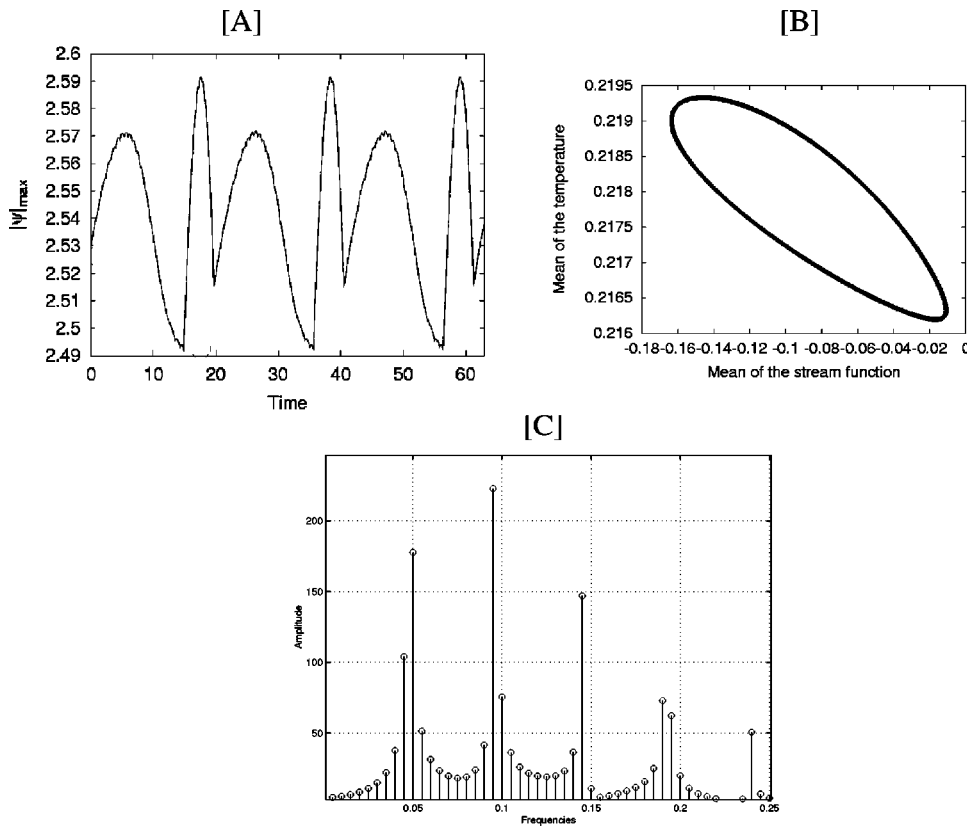 [A]
[B]
2.6
2.59
2.58
2.57
2.56
2.55
2.54
2.53
2.52
2.51
2.5
2.49
|Ψ|max
0 10 20 30 40 50 60
Time
0.2195
0.219
0.2185
0.218
0.2175
0.217
0.2165
0.216
Mean of the temperature
-0.18 -0.16 -0.14 -0.12 -0.1 -0.08 -0.06 -0.04 -0.02 0
Mean of the stream function
[C]
200
150
100
50
Amplitude
0.05 0.1 0.15 0.2 0.25
Frequencies